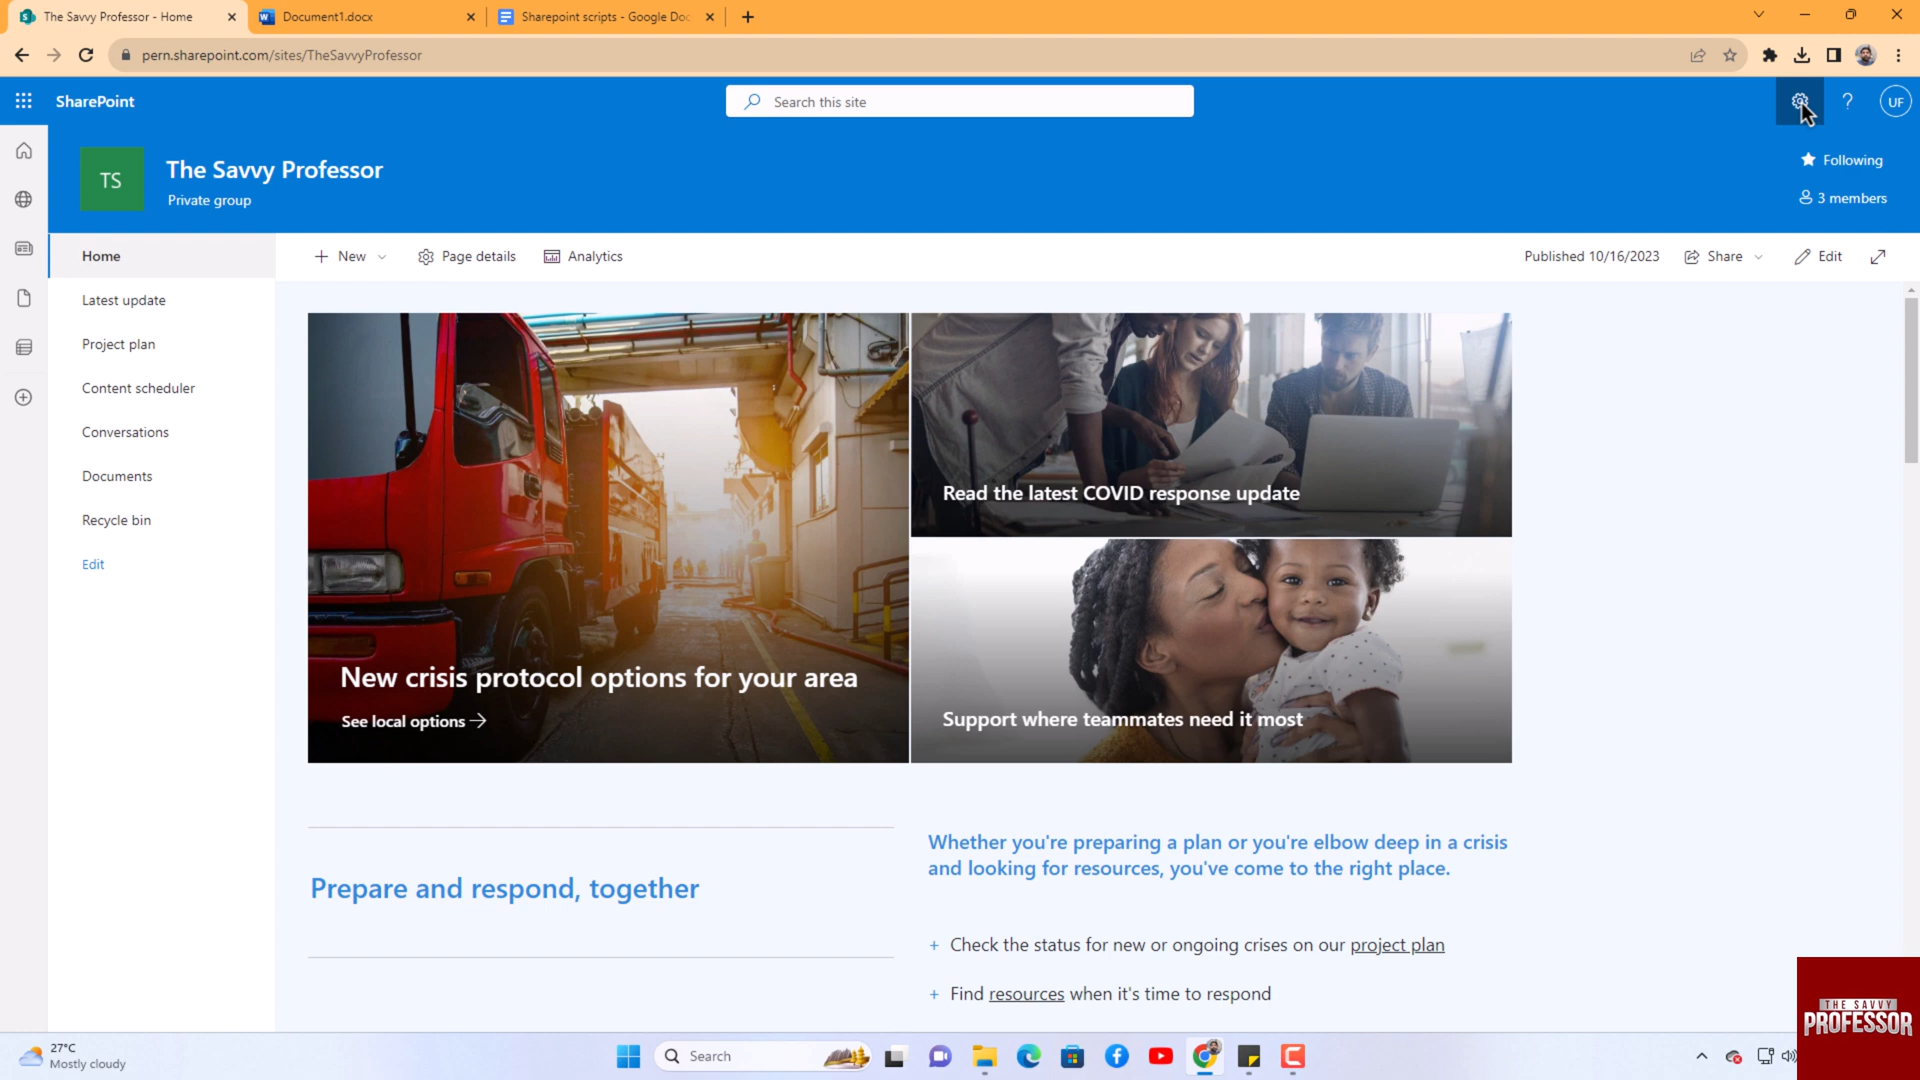 The Savvy Professor - Home
Document1.docx
Sharepoint scripts - Google Doc
pern.sharepoint.com/sites/TheSavvyProfessor
SharePoint
Search this site
?
UF
TS
The Savvy Professor
Private group
Following
3 members
Home
Latest update
Project plan
Content scheduler
Conversations
Documents
Recycle bin
Edit
+ New
Page details
Analytics
Published 10/16/2023
Share
Edit
New crisis protocol options for your area
See local options →
Read the latest COVID response update
Support where teammates need it most
Prepare and respond, together
Whether you're preparing a plan or you're elbow deep in a crisis
and looking for resources, you've come to the right place.
+ Check the status for new or ongoing crises on our project plan
+ Find resources when it's time to respond
27°C
Mostly cloudy
Search
THE SAVVY
PROFESSOR